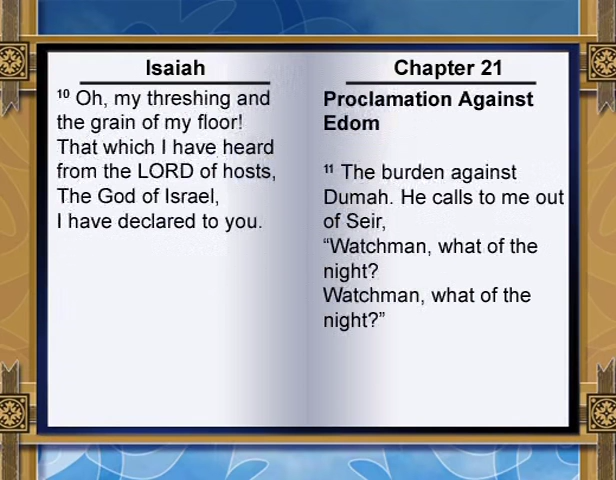 Isaiah
¹⁰ Oh, my threshing and
the grain of my floor!
That which I have heard
from the LORD of hosts,
The God of Israel,
I have declared to you.
Chapter 21
Proclamation Against
Edom
¹¹ The burden against
Dumah. He calls to me out
of Seir,
“Watchman, what of the
night?
Watchman, what of the
night?”